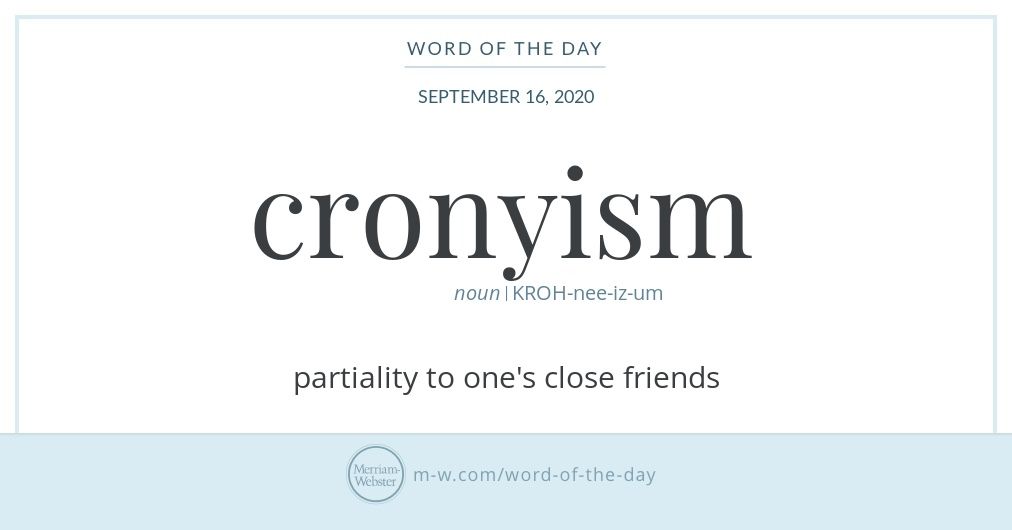 WORD OF THE DAY
SEPTEMBER 16, 2020
cronyism
noun | KROH-nee-iz-um
partiality to one's close friends
Merriam-
Webster
m-w.com/word-of-the-day